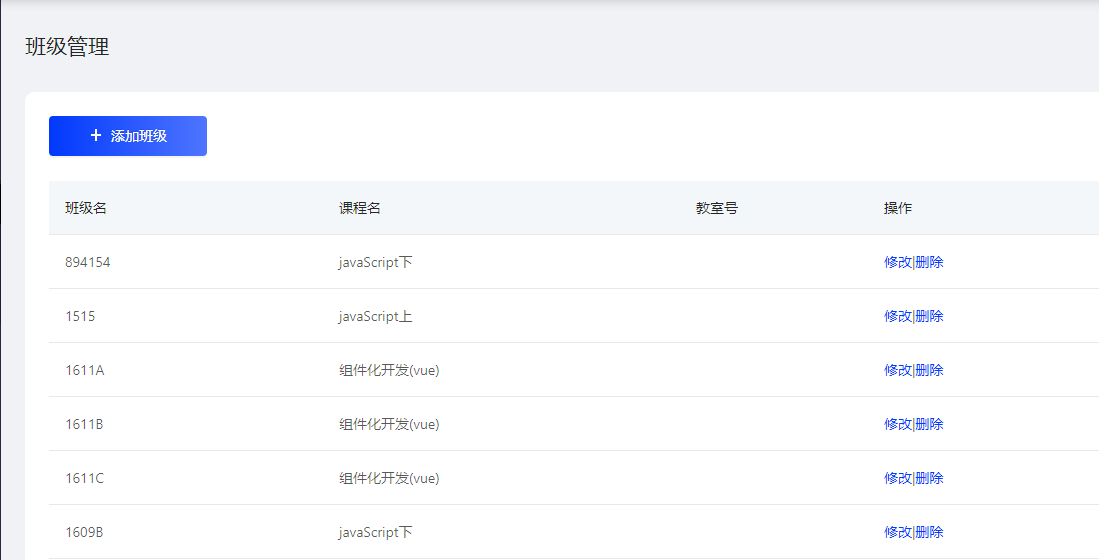 班级管理
+ 添加班级
班级名 课程名 教室号 操作
894154 javaScript下 修改|删除
1515 javaScript上 修改|删除
1611A 组件化开发(vue) 修改|删除
1611B 组件化开发(vue) 修改|删除
1611C 组件化开发(vue) 修改|删除
1609B javaScript下 修改|删除